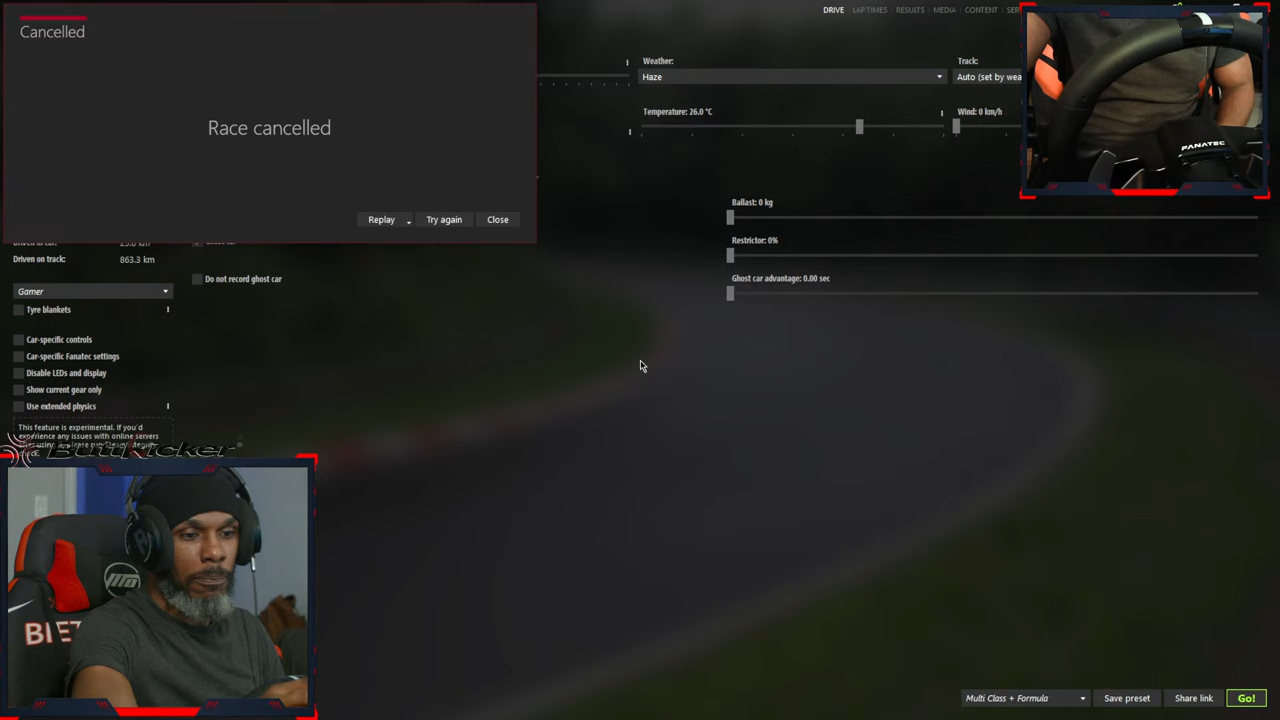 Cancelled
DRIVE LAP TIMES RESULTS MEDIA CONTENT
Weather:
Track:
Haze
Auto (set by
Race cancelled
Temperature: 26.0 °C
Wind: 0 km/h
FANATEC
Ballast: 0 kg
Replay
Try again
Close
Restrictor: 0%
Driven on track: 863.3 km
Do not record ghost car
Ghost car advantage: 0.00 sec
Gamer
Tyre blankets
Car-specific controls
Car-specific Fanatec settings
Disable LEDs and display
Show current gear only
Use extended physics
This feature is experimental. If you'd
experience any issues with online servers
ButtKicker
Multi Class + Formula
Save preset
Share link
Go!